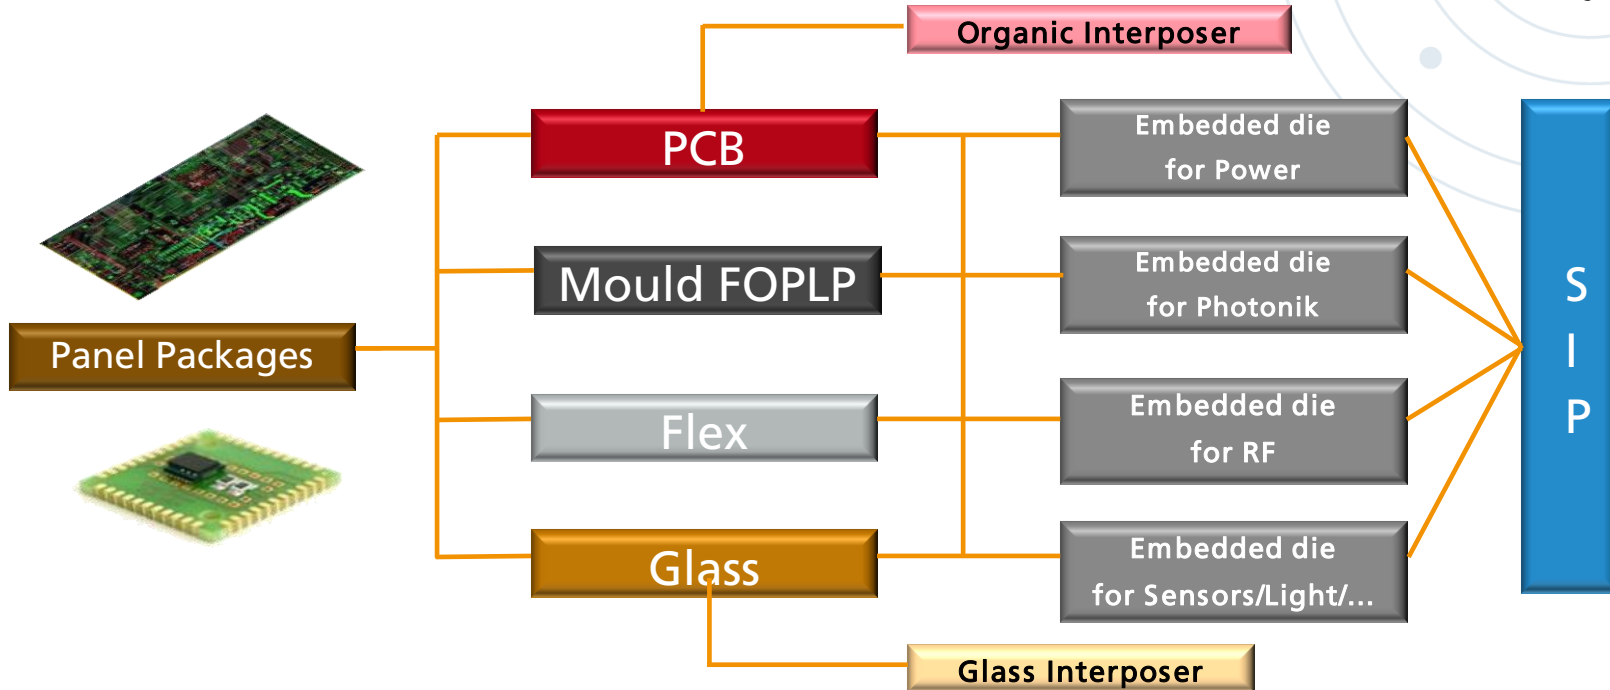 Organic Interposer
PCB
Embedded die
for Power
Mould FOPLP
Embedded die
for Photonik
Panel Packages
Flex
Embedded die
for RF
Glass
Embedded die
for Sensors/Light/...
Glass Interposer
S
I
P